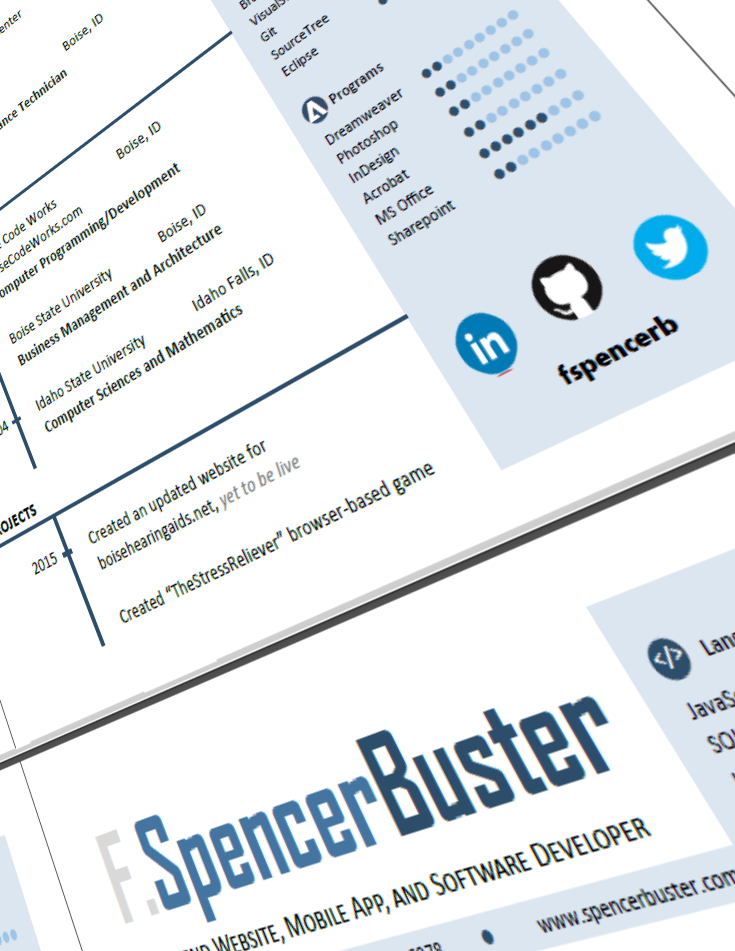 Boise, ID
Technician
Boise, ID
Code Works
Programming/Development
Boise, ID
Boise State University
Business Management and Architecture
Idaho Falls, ID
Idaho State University
Computer Sciences and Mathematics
2015
Created an updated website for
boisehearingaids.net, yet to be live
Created “TheStressReliever” browser-based game
Git
SourceTree
Eclipse
Programs
Dreamweaver
Photoshop
InDesign
Acrobat
MS Office
Sharepoint
in
fspencerb
</>
F.SpencerBuster
WEBSITE, MOBILE APP, AND SOFTWARE DEVELOPER
www.spencerbuster.com